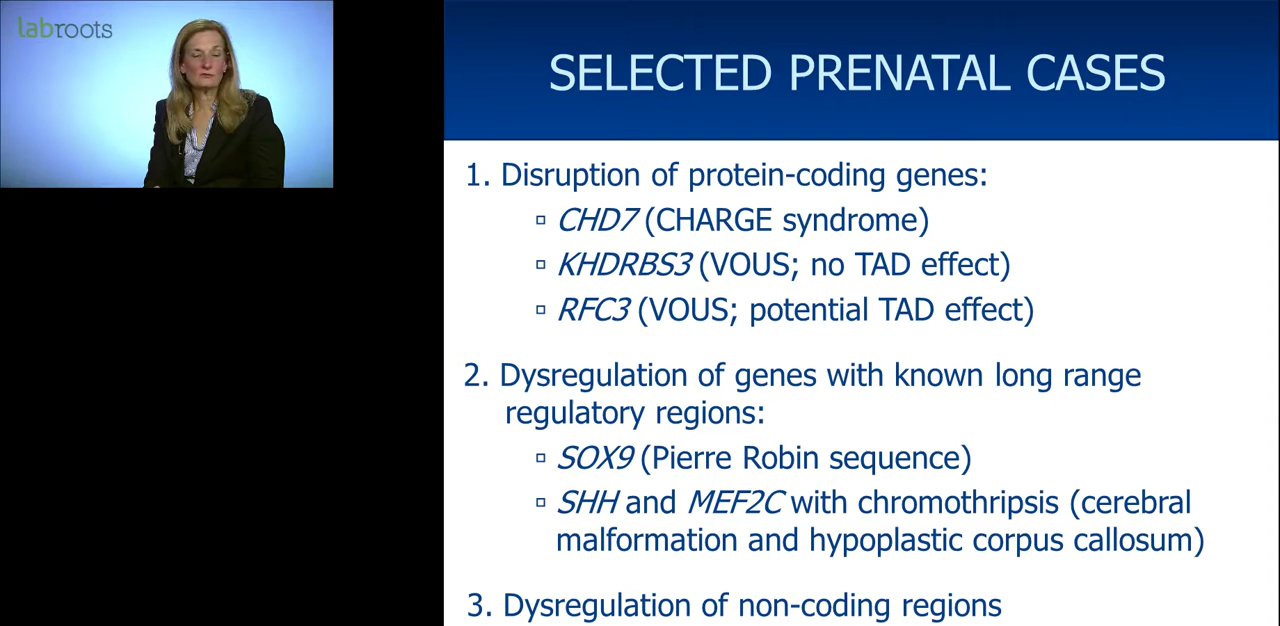 labroots
SELECTED PRENATAL CASES
1. Disruption of protein-coding genes:
▫ CHD7 (CHARGE syndrome)
▫ KHDRBS3 (VOUS; no TAD effect)
▫ RFC3 (VOUS; potential TAD effect)
2. Dysregulation of genes with known long range
regulatory regions:
▫ SOX9 (Pierre Robin sequence)
▫ SHH and MEF2C with chromothripsis (cerebral
malformation and hypoplastic corpus callosum)
3. Dysregulation of non-coding regions